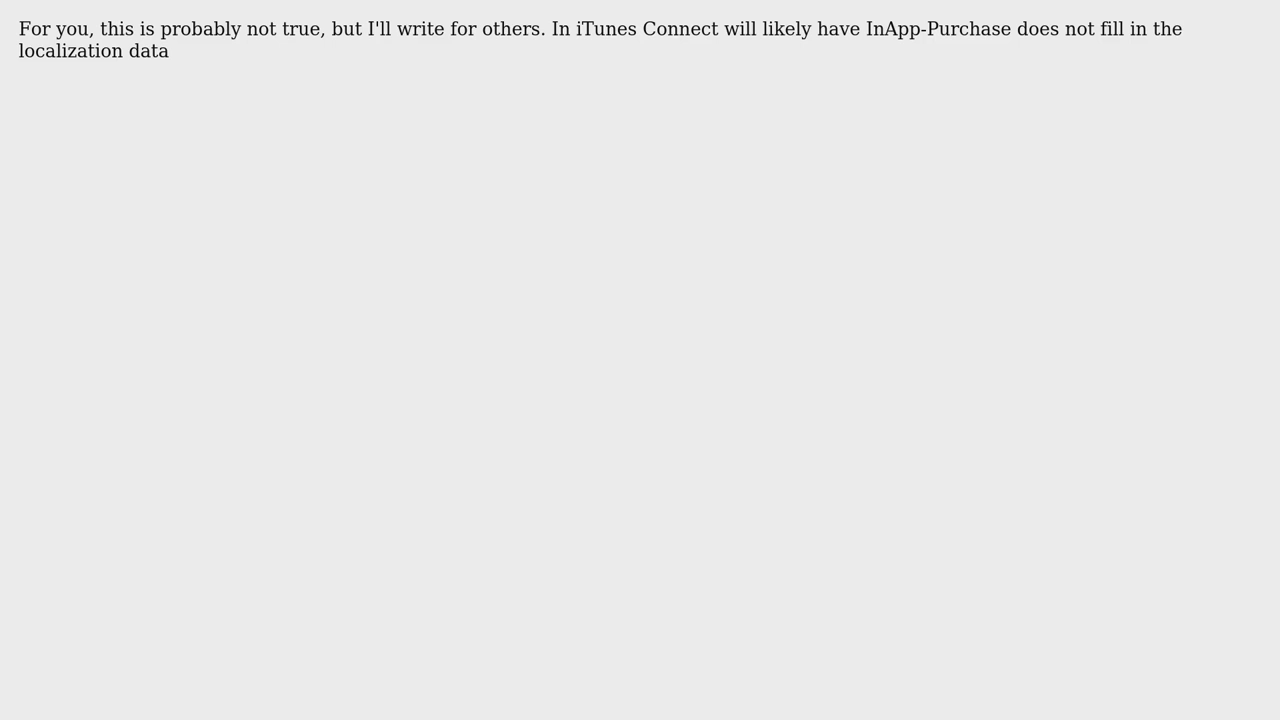 For you, this is probably not true, but I'll write for others. In iTunes Connect will likely have InApp-Purchase does not fill in the
localization data